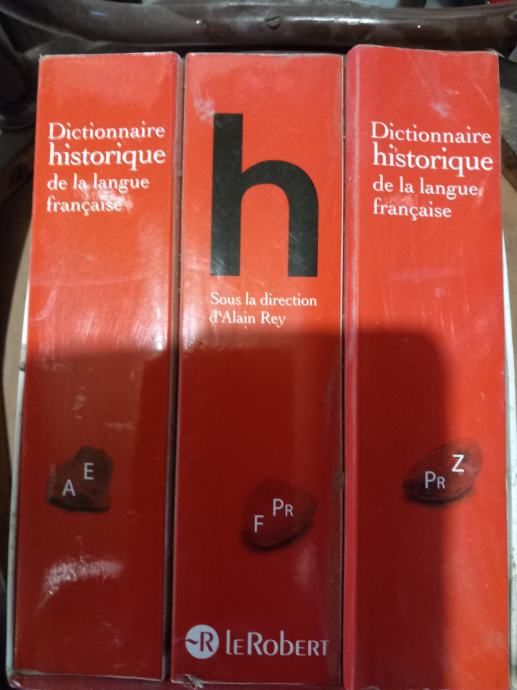 Dictionnaire
historique
de la langue
française
A E
h
Sous la direction
d'Alain Rey
F PR
R LE ROBERT
Dictionnaire
historique
de la langue
française
PR Z